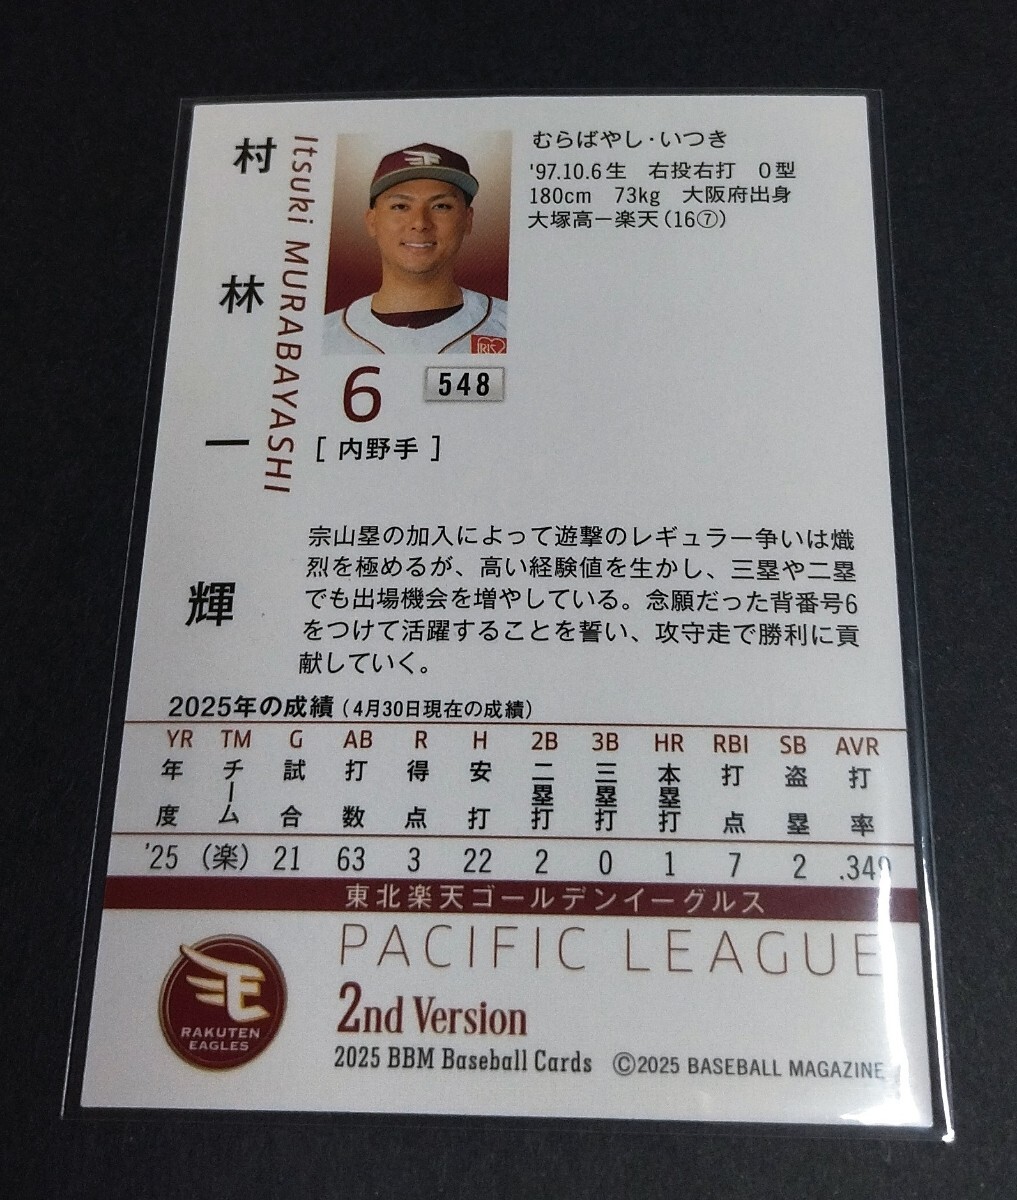 村林一輝
Itsuki MURABAYASHI
むらばやし・いつき
'97.10.6生 右投右打 O型
180cm 73kg 大阪府出身
大塚高ー楽天(16⑦)
IRIS
6
548
[ 内野手 ]
宗山塁の加入によって遊撃のレギュラー争いは熾
烈を極めるが、高い経験値を生かし、三塁や二塁
でも出場機会を増やしている。念願だった背番号6
をつけて活躍することを誓い、攻守走で勝利に貢
献していく。
2025年の成績(4月30日現在の成績)
YR TM G AB R H 2B 3B HR RBI SB AVR
年度 チーム 試合 打数 得点 安打 二塁打 三塁打 本塁打 打点 盗塁 打率
'25 (楽) 21 63 3 22 2 0 1 7 2 .349
東北楽天ゴールデンイーグルス
PACIFIC LEAGUE
E
RAKUTEN
EAGLES
2nd Version
2025 BBM Baseball Cards ©2025 BASEBALL MAGAZINE